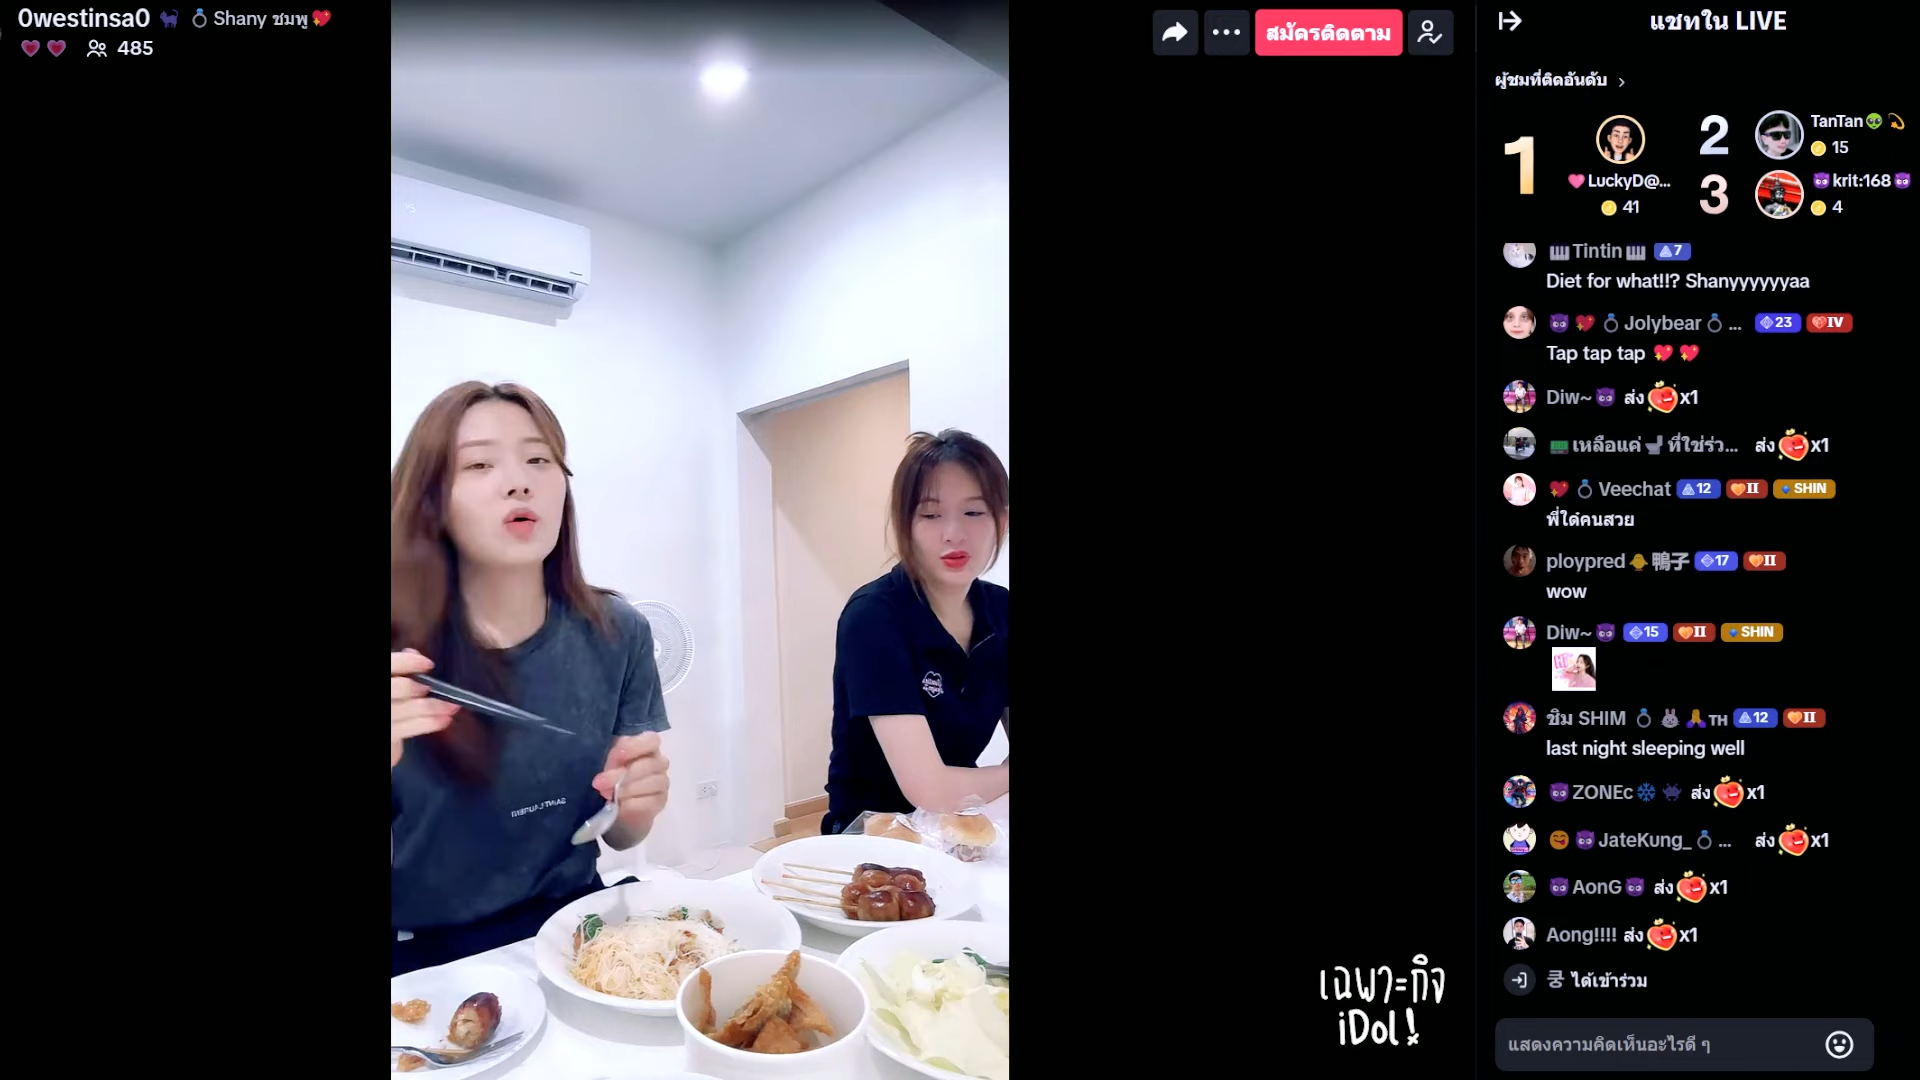 0westinsa0 🐈‍⬛ 💍 Shany ชมพู💖
💗 💗 485
สมัครติดตาม
แชทใน LIVE
ผู้ชมที่ติดอันดับ >
1
LuckyD@...
41
2
TanTan👽💫
15
3
😈krit:168😈
4
🎹Tintin🎹 7
Diet for what!!? Shanyyyyyyaa
😈💖💍Jolybear💍 ... 23 IV
Tap tap tap 💖 💖
Diw~😈 ส่ง x1
เหลือแค่🚽ที่ใช่ร่ว... ส่ง x1
💖💍Veechat 12 II SHIN
พี่ใด๋คนสวย
ploypred🐥鴨子 17 II
wow
Diw~😈 15 II SHIN
ชิม SHIM 💍 🐰 TH 12 II
last night sleeping well
😈ZONEc❄️👾 ส่ง x1
😈JateKung_💍 ... ส่ง x1
😈AonG😈 ส่ง x1
Aong!!!! ส่ง x1
쿵 ได้เข้าร่วม
แสดงความคิดเห็นอะไรดี ๆ
เฉพาะกิจ
iDol!